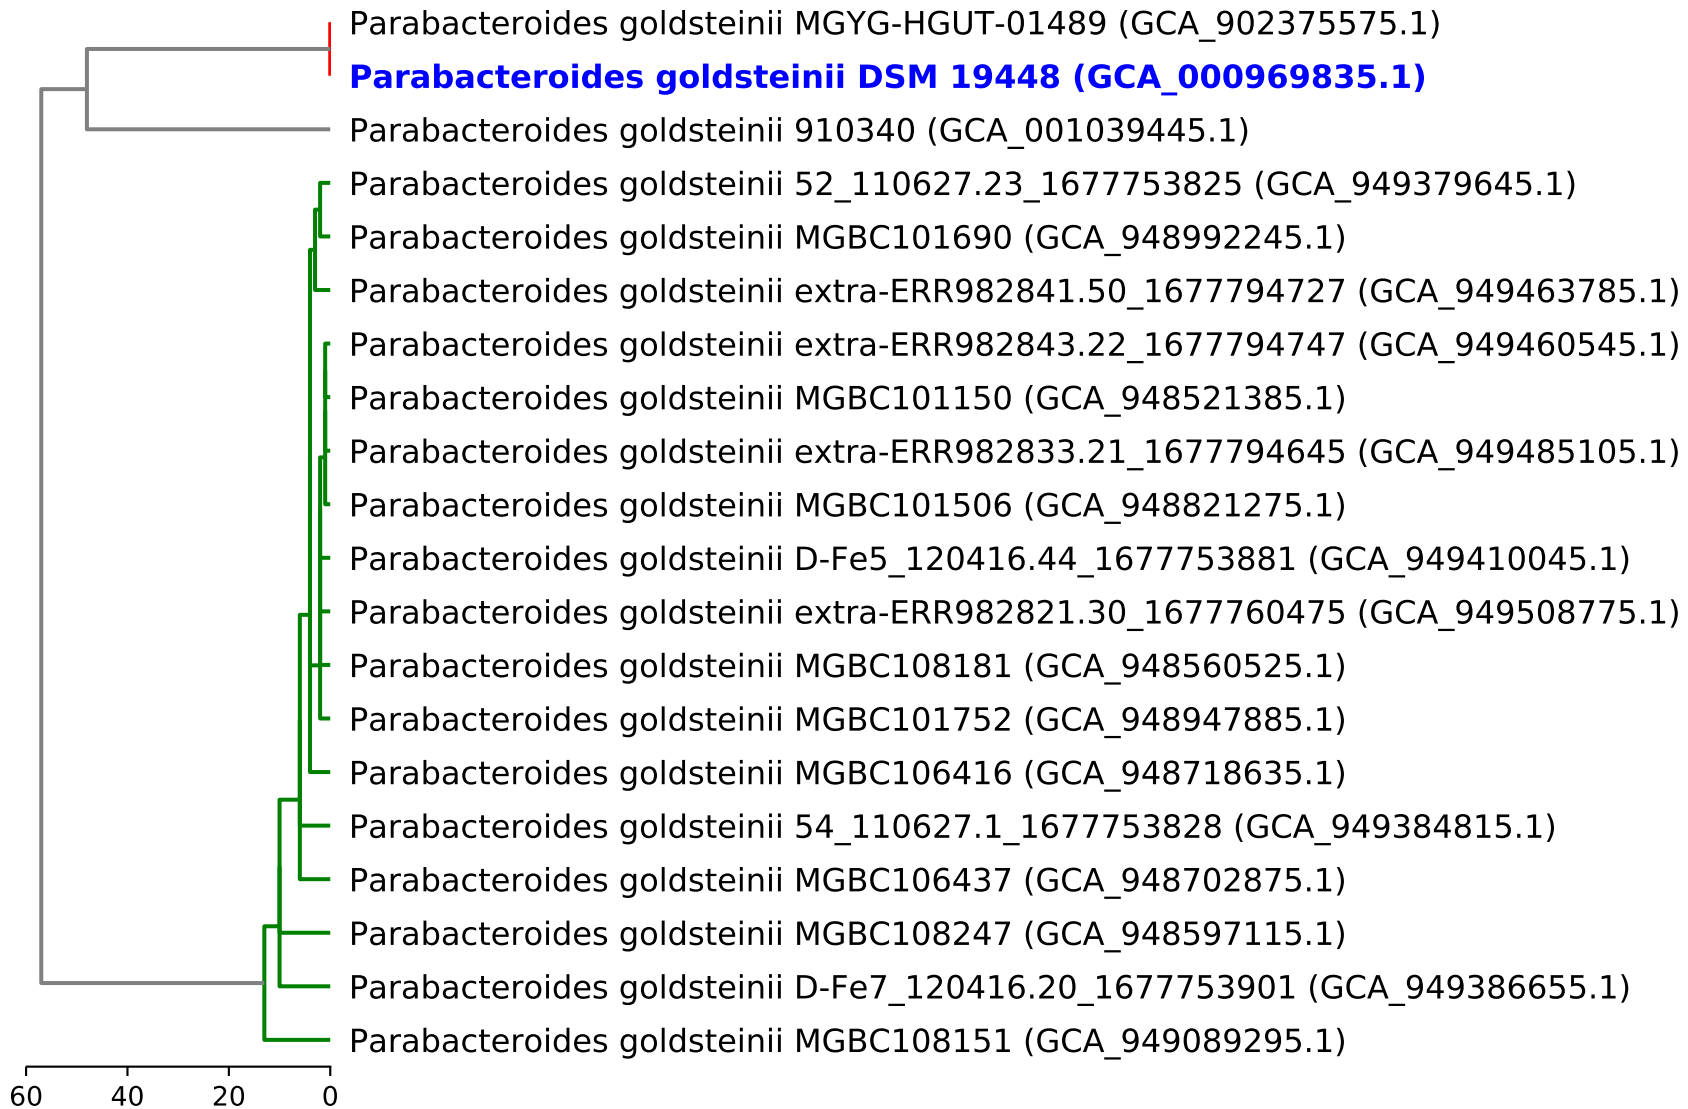 Parabacteroides goldsteinii MGYG-HGUT-01489 (GCA_902375575.1)
Parabacteroides goldsteinii DSM 19448 (GCA_000969835.1)
Parabacteroides goldsteinii 910340 (GCA_001039445.1)
Parabacteroides goldsteinii 52_110627.23_1677753825 (GCA_949379645.1)
Parabacteroides goldsteinii MGBC101690 (GCA_948992245.1)
Parabacteroides goldsteinii extra-ERR982841.50_1677794727 (GCA_949463785.1)
Parabacteroides goldsteinii extra-ERR982843.22_1677794747 (GCA_949460545.1)
Parabacteroides goldsteinii MGBC101150 (GCA_948521385.1)
Parabacteroides goldsteinii extra-ERR982833.21_1677794645 (GCA_949485105.1)
Parabacteroides goldsteinii MGBC101506 (GCA_948821275.1)
Parabacteroides goldsteinii D-Fe5_120416.44_1677753881 (GCA_949410045.1)
Parabacteroides goldsteinii extra-ERR982821.30_1677760475 (GCA_949508775.1)
Parabacteroides goldsteinii MGBC108181 (GCA_948560525.1)
Parabacteroides goldsteinii MGBC101752 (GCA_948947885.1)
Parabacteroides goldsteinii MGBC106416 (GCA_948718635.1)
Parabacteroides goldsteinii 54_110627.1_1677753828 (GCA_949384815.1)
Parabacteroides goldsteinii MGBC106437 (GCA_948702875.1)
Parabacteroides goldsteinii MGBC108247 (GCA_948597115.1)
Parabacteroides goldsteinii D-Fe7_120416.20_1677753901 (GCA_949386655.1)
Parabacteroides goldsteinii MGBC108151 (GCA_949089295.1)
60 40 20 0